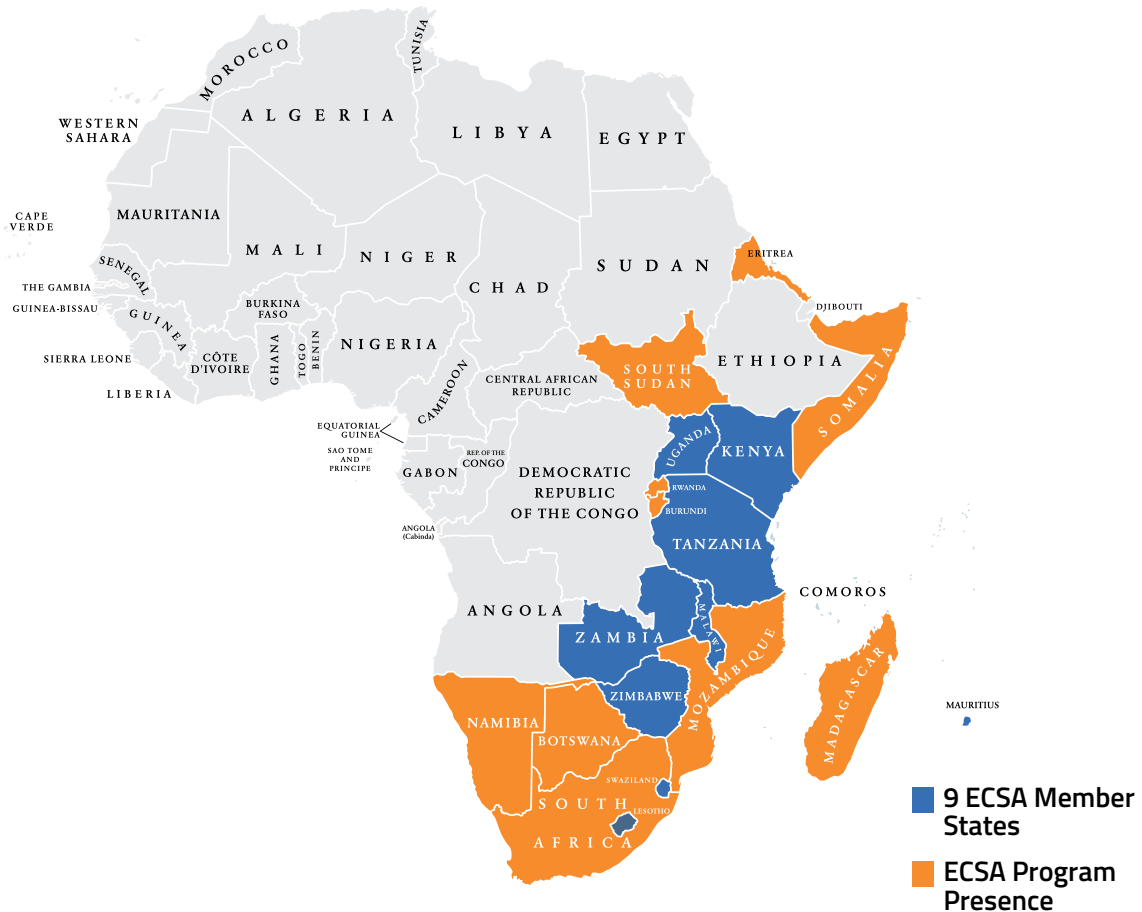 MOROCCO
TUNISIA
ALGERIA
LIBYA
EGYPT
WESTERN
SAHARA
CAPE
VERDE
MAURITANIA
MALI
NIGER
CHAD
SUDAN
ERITREA
SENEGAL
THE GAMBIA
GUINEA-BISSAU
GUINEA
BURKINA
FASO
DJIBOUTI
SIERRA LEONE
CÔTE
D'IVOIRE
GHANA
TOGO
BENIN
NIGERIA
LIBERIA
CAMEROON
CENTRAL AFRICAN
REPUBLIC
SOUTH
SUDAN
ETHIOPIA
SOMALIA
EQUATORIAL
GUINEA
SAO TOME
AND
PRINCIPE
GABON
REP. OF THE
CONGO
DEMOCRATIC
REPUBLIC
OF THE CONGO
UGANDA
KENYA
RWANDA
BURUNDI
ANGOLA
(Cabinda)
TANZANIA
COMOROS
ANGOLA
ZAMBIA
MALAWI
MOZAMBIQUE
ZIMBABWE
MADAGASCAR
MAURITIUS
NAMIBIA
BOTSWANA
SWAZILAND
SOUTH
LESOTHO
AFRICA
9 ECSA Member
States
ECSA Program
Presence